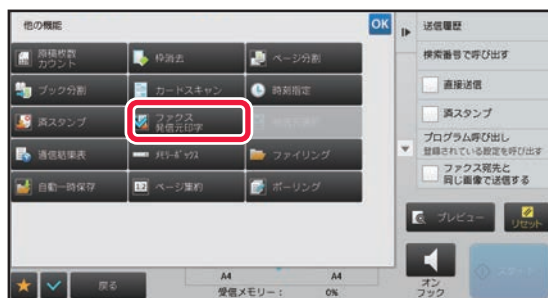 他の機能
OK
原稿枚数
カウント
枠消去
ページ分割
ブック分割
カードスキャン
時刻指定
済スタンプ
ファクス
発信元印字
通信結果表
メモリーボックス
ファイリング
自動一時保存
ページ集約
ポーリング
戻る
A4
A4
受信メモリー:
0%
送信履歴
検索番号で呼び出す
直接送信
済スタンプ
プログラム呼び出し
登録されている設定を呼び出す
ファクス宛先と
同じ画像で送信する
プレビュー
リセット
オン
フック
スタート